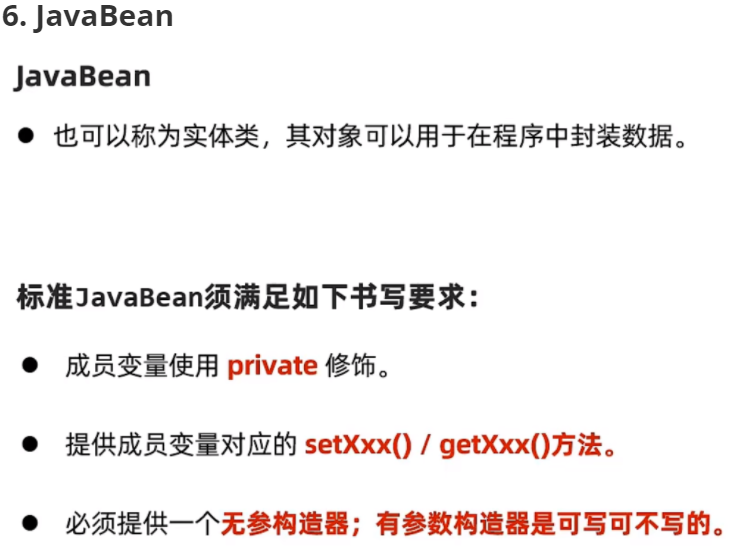 6. JavaBean
JavaBean
● 也可以称为实体类，其对象可以用于在程序中封装数据。
标准JavaBean须满足如下书写要求：
● 成员变量使用 private 修饰。
● 提供成员变量对应的 setXxx() / getXxx()方法。
● 必须提供一个无参构造器；有参数构造器是可写可不写的。